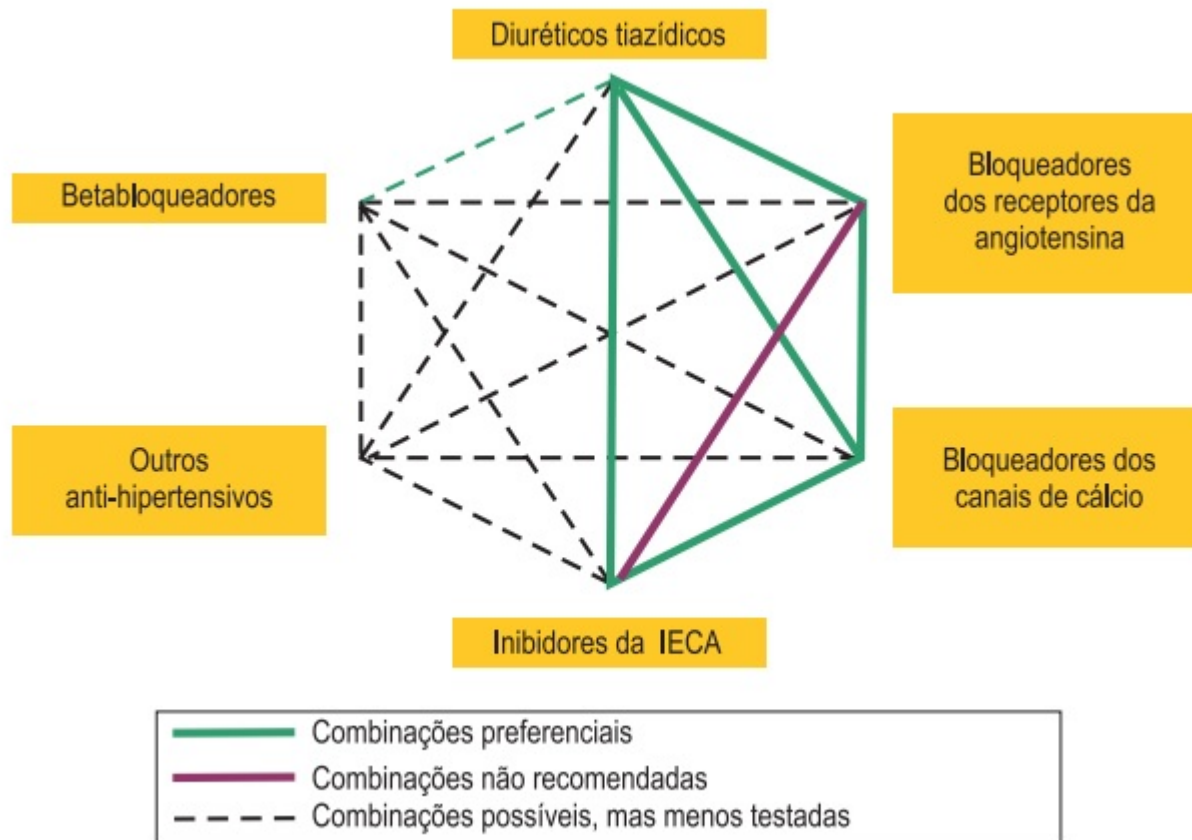 Diuréticos tiazídicos
Betabloqueadores
Bloqueadores
dos receptores da
angiotensina
Outros
anti-hipertensivos
Bloqueadores dos
canais de cálcio
Inibidores da IECA
Combinações preferenciais
Combinações não recomendadas
Combinações possíveis, mas menos testadas